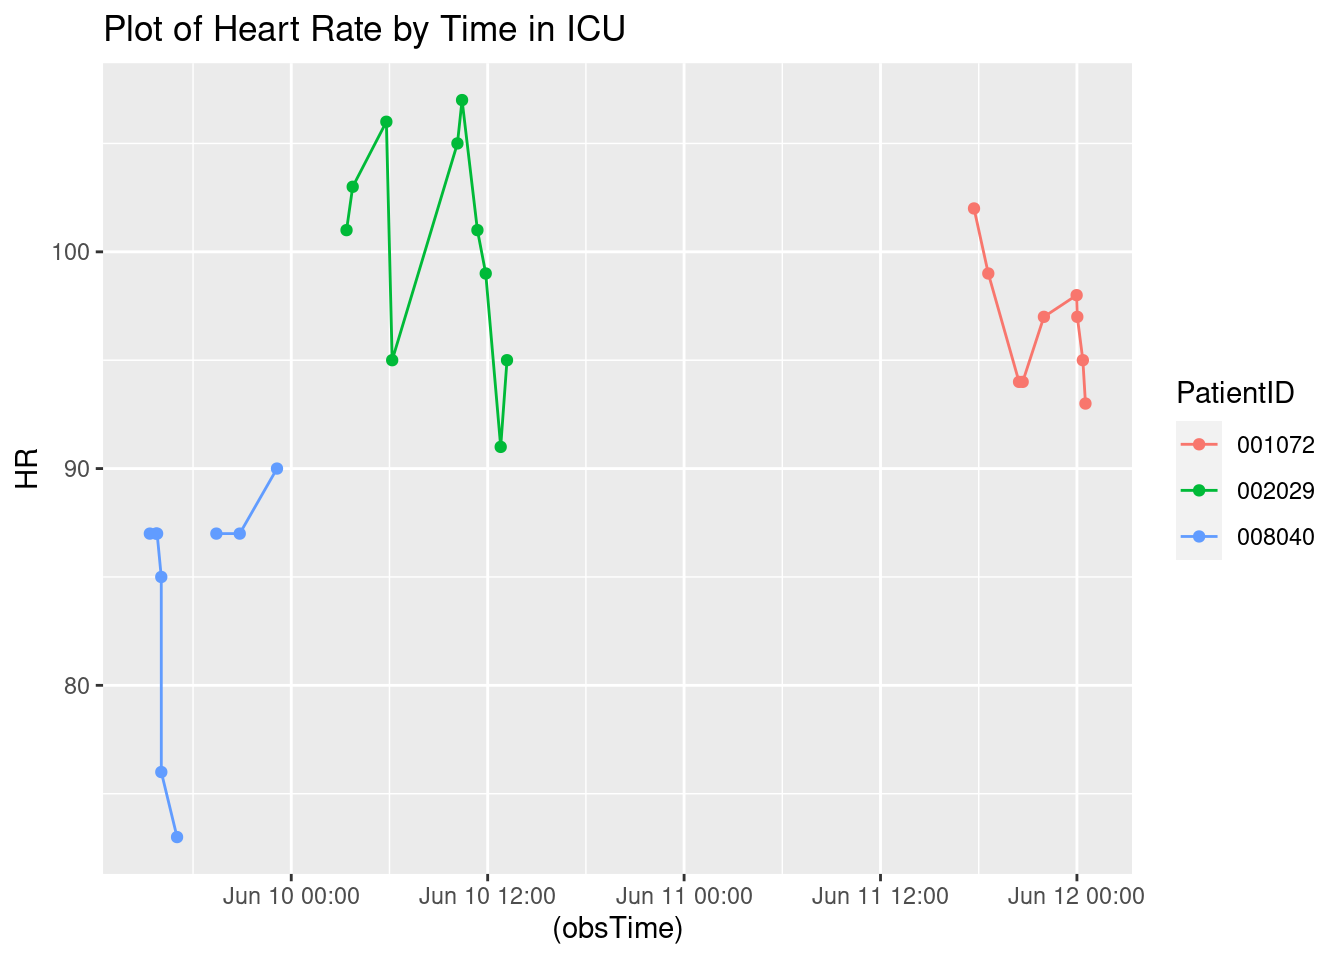 Plot of Heart Rate by Time in ICU
HR
100
90
80
Jun 10 00:00 Jun 10 12:00 Jun 11 00:00 Jun 11 12:00 Jun 12 00:00
(obsTime)
PatientID
001072
002029
008040